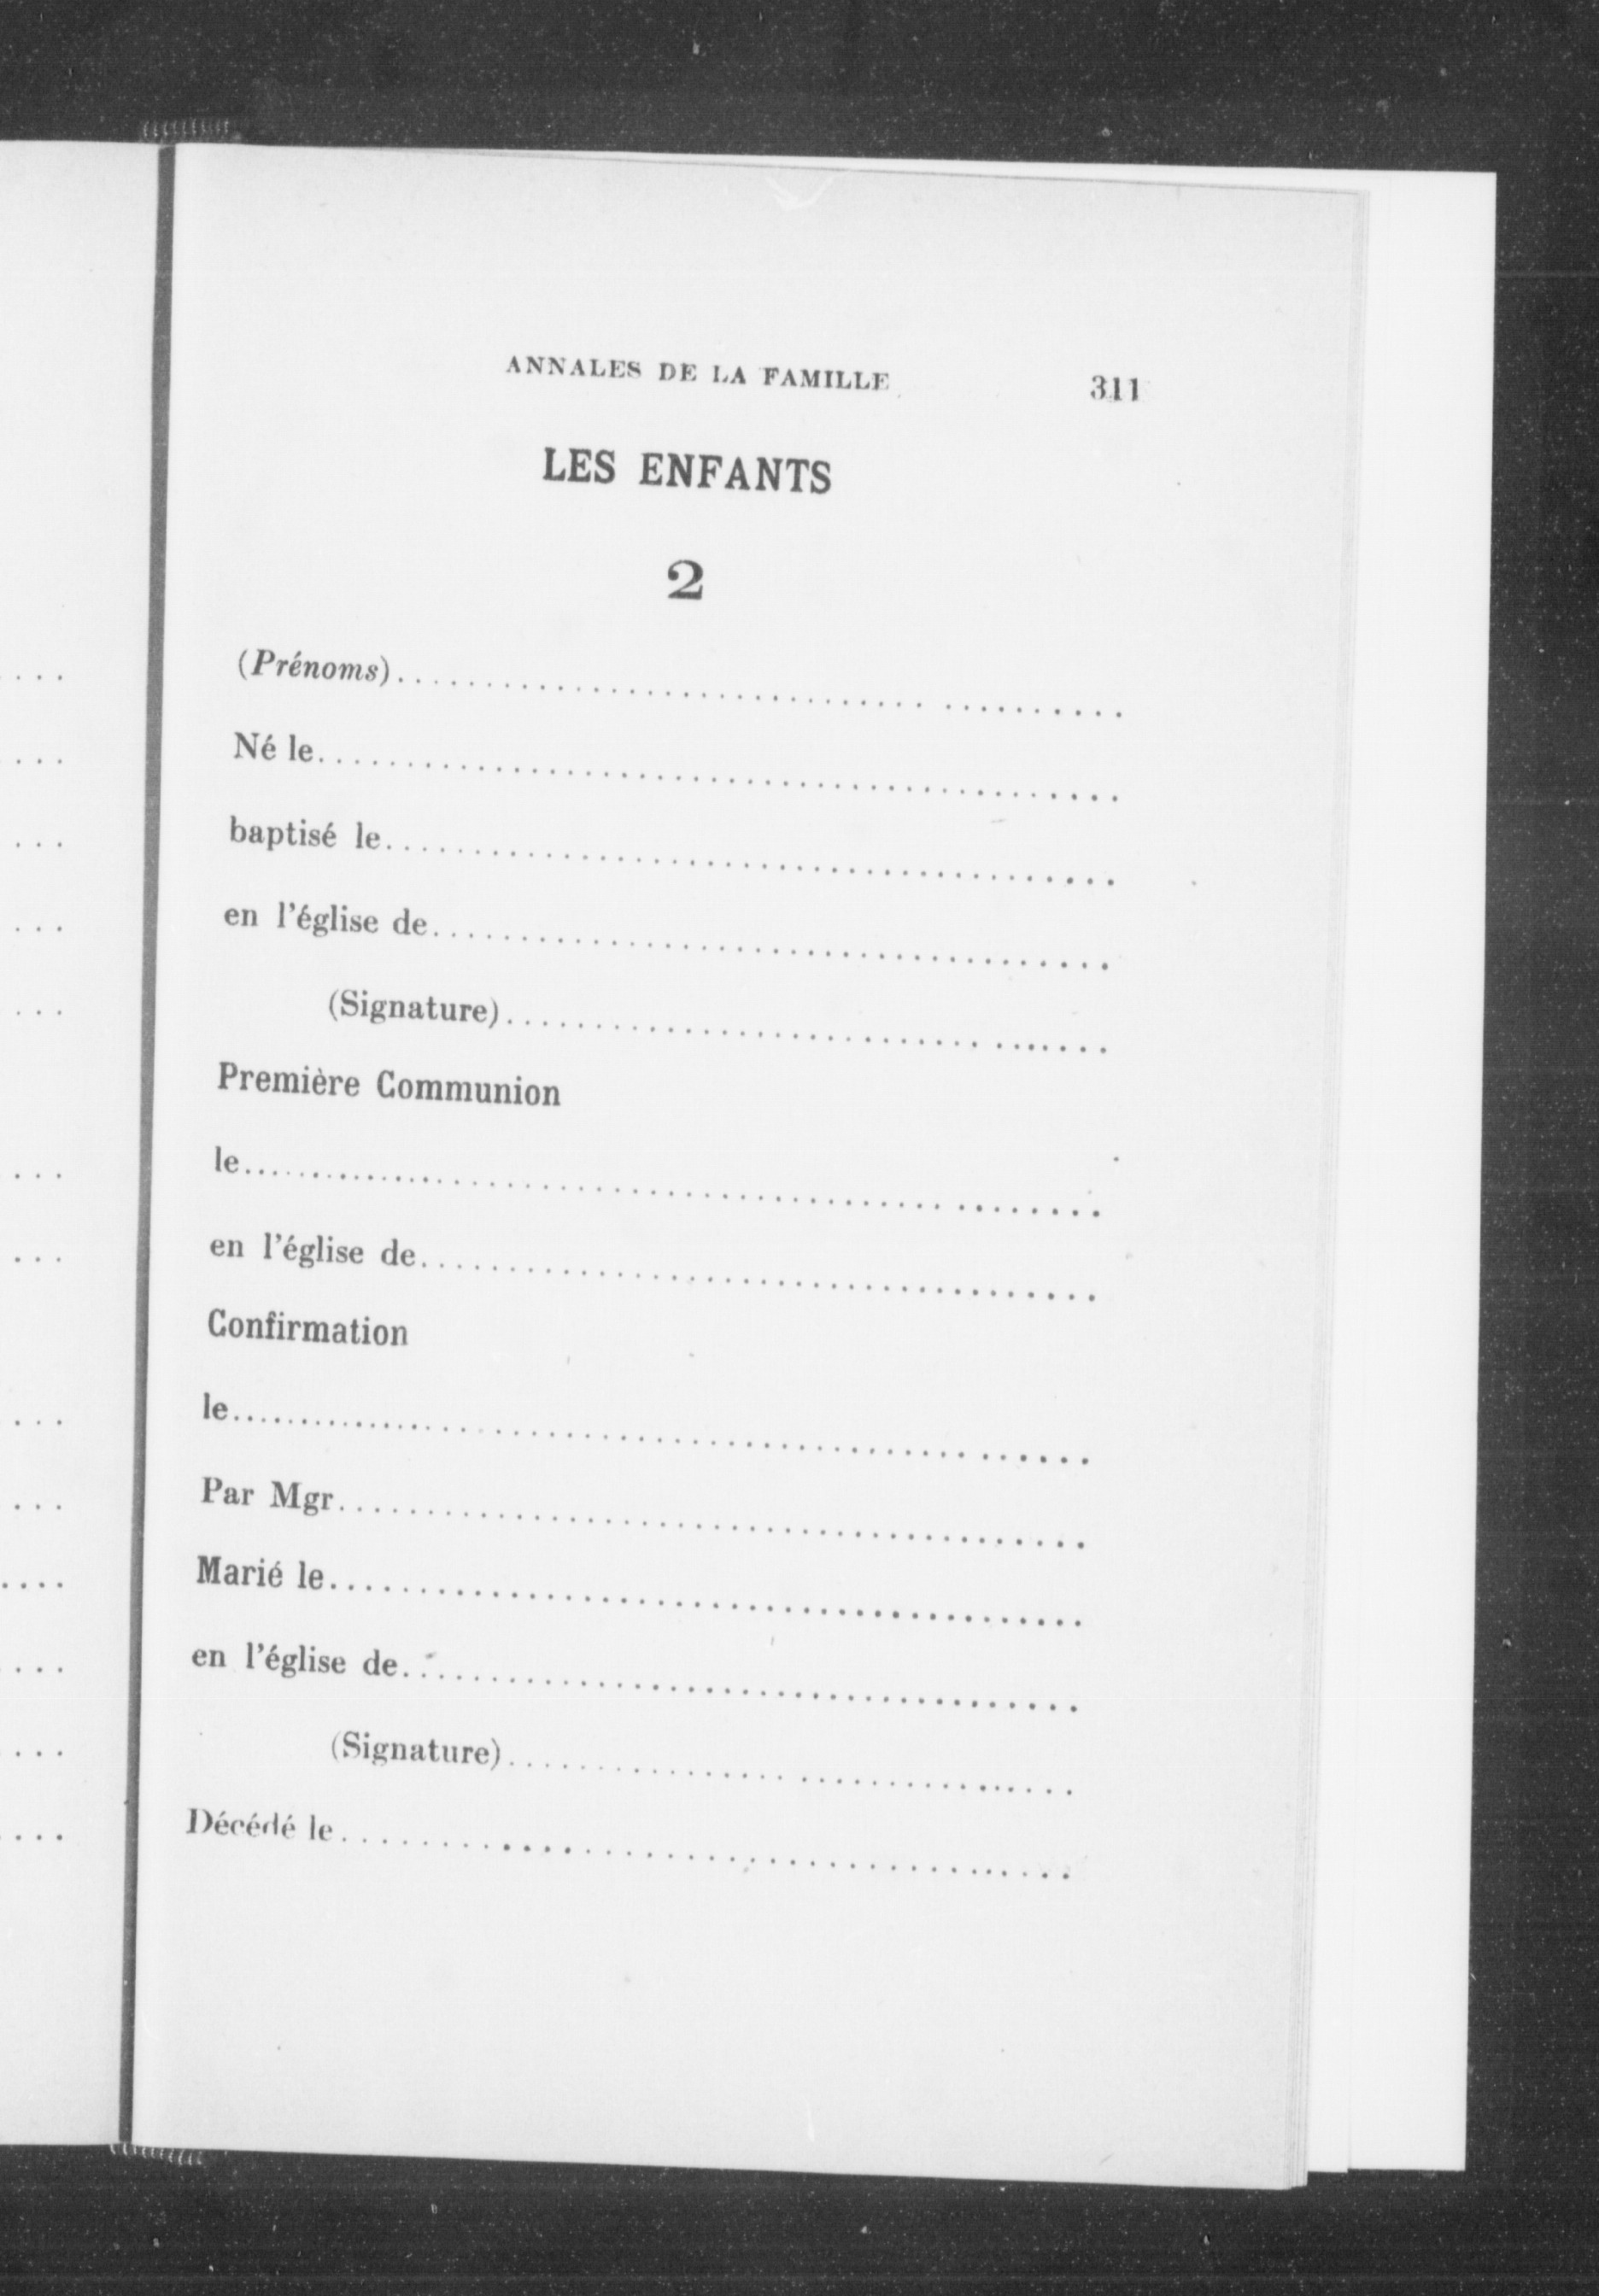 ANNALES DE LA FAMILLE 311
LES ENFANTS
2
(Prénoms)........................................
Né le........................................
baptisé le........................................
en l'église de........................................
(Signature)........................................
Première Communion
le........................................
en l'église de........................................
Confirmation
le........................................
Par Mgr........................................
Marié le........................................
en l'église de........................................
(Signature)........................................
Décédé le........................................